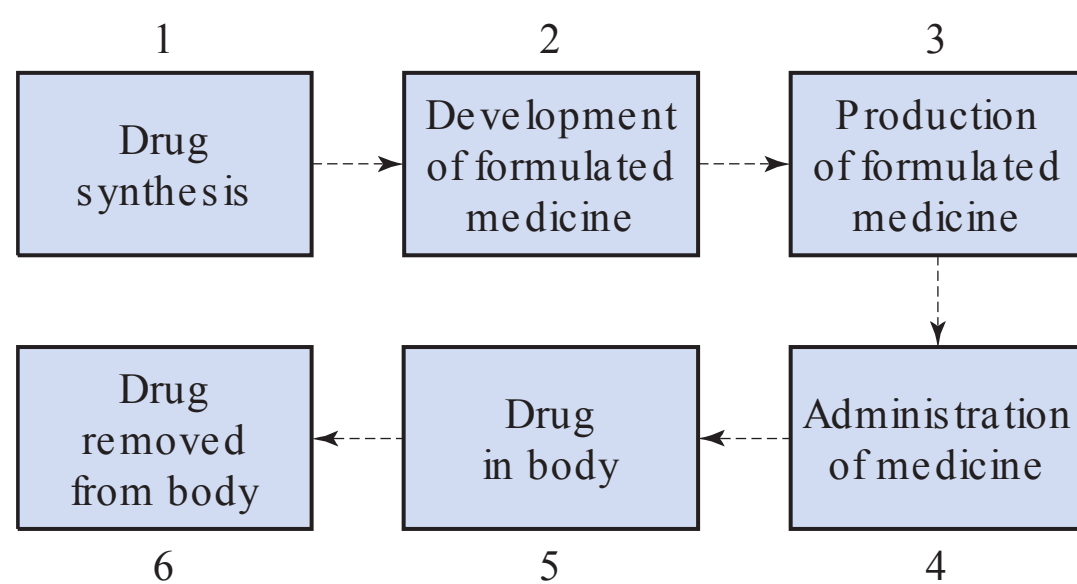 1
Drug
synthesis
2
Development
of formulated
medicine
3
Production
of formulated
medicine
Administration
of medicine
4
Drug
in body
5
Drug
removed
from body
6